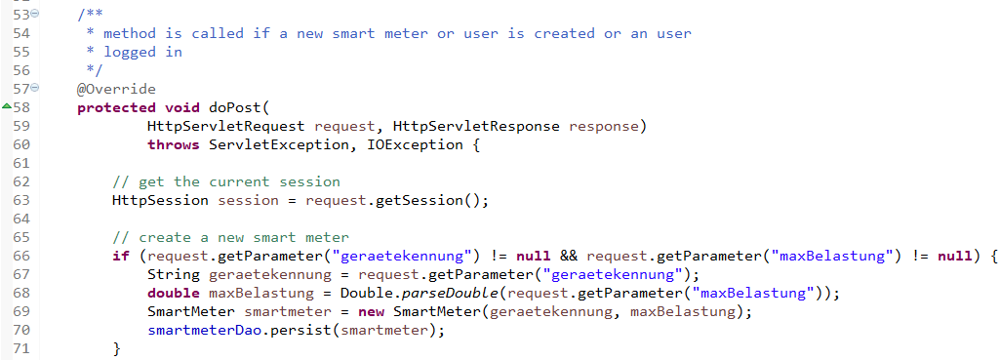 53 /**
54 * method is called if a new smart meter or user is created or an user
55 * logged in
56 */
57 @Override
58 protected void doPost(
59 HttpServletRequest request, HttpServletResponse response)
60 throws ServletException, IOException {
61
62 // get the current session
63 HttpSession session = request.getSession();
64
65 // create a new smart meter
66 if (request.getParameter("geraetekennung") != null && request.getParameter("maxBelastung") != null) {
67 String geraetekennung = request.getParameter("geraetekennung");
68 double maxBelastung = Double.parseDouble(request.getParameter("maxBelastung"));
69 SmartMeter smartmeter = new SmartMeter(geraetekennung, maxBelastung);
70 smartmeterDao.persist(smartmeter);
71 }